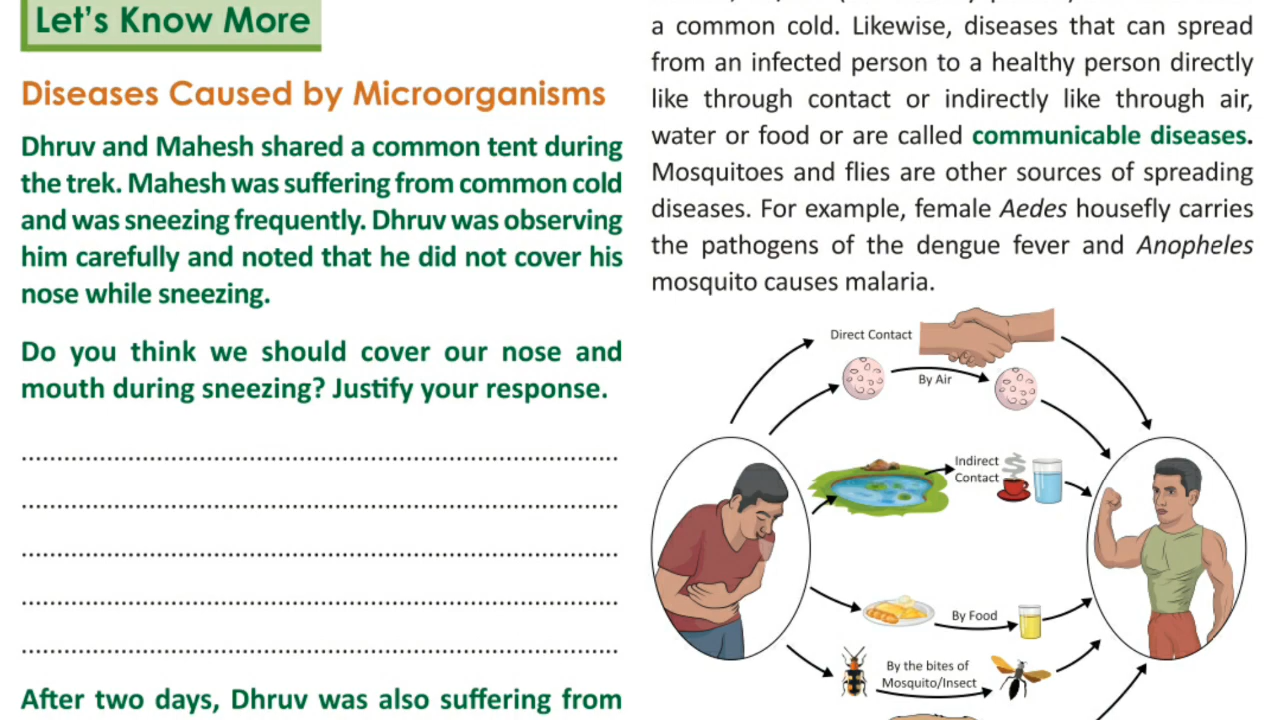 Let's Know More
Diseases Caused by Microorganisms
Dhruv and Mahesh shared a common tent during
the trek. Mahesh was suffering from common cold
and was sneezing frequently. Dhruv was observing
him carefully and noted that he did not cover his
nose while sneezing.
Do you think we should cover our nose and
mouth during sneezing? Justify your response.
After two days, Dhruv was also suffering from
a common cold. Likewise, diseases that can spread
from an infected person to a healthy person directly
like through contact or indirectly like through air,
water or food or are called communicable diseases.
Mosquitoes and flies are other sources of spreading
diseases. For example, female Aedes housefly carries
the pathogens of the dengue fever and Anopheles
mosquito causes malaria.
Direct Contact
By Air
Indirect
Contact
By Food
By the bites of
Mosquito/Insect